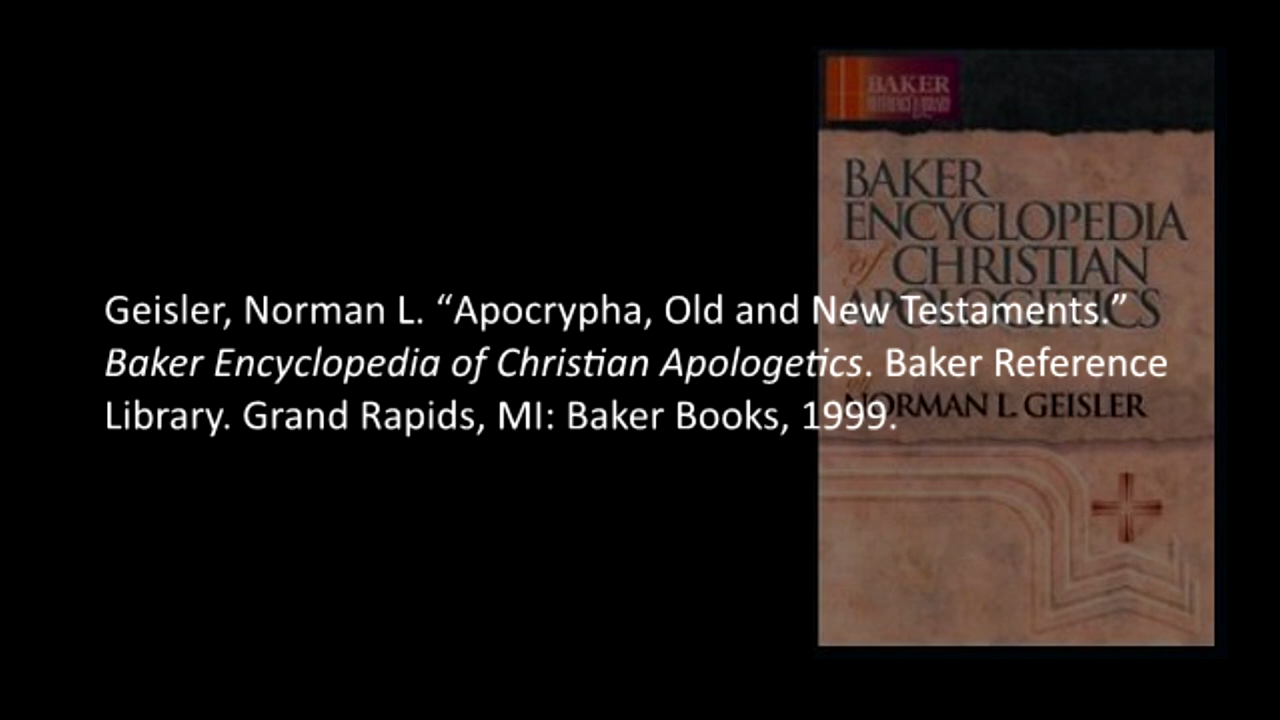 BAKER
REFERENCE LIBRARY
BAKER
ENCYCLOPEDIA
of CHRISTIAN
APOLOGETICS
Geisler, Norman L. “Apocrypha, Old and New Testaments.”
Baker Encyclopedia of Christian Apologetics. Baker Reference
Library. Grand Rapids, MI: Baker Books, 1999.
NORMAN L. GEISLER